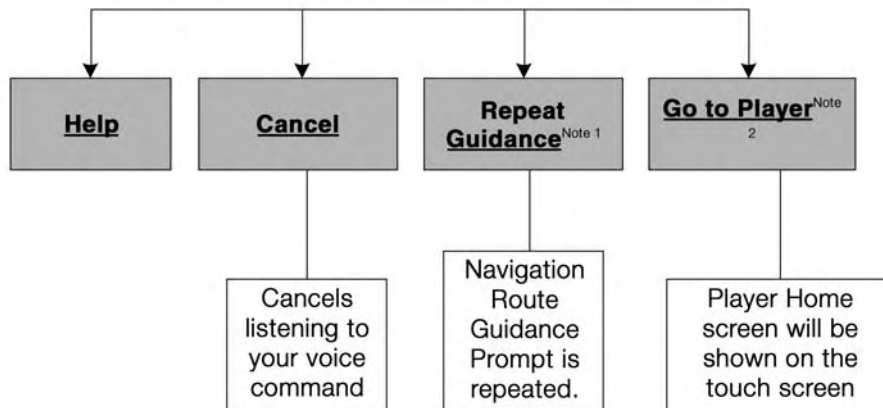 Help
Cancel
Repeat
Guidance Note 1
Go to Player Note
2
Cancels
listening to
your voice
command
Navigation
Route
Guidance
Prompt is
repeated.
Player Home
screen will be
shown on the
touch screen